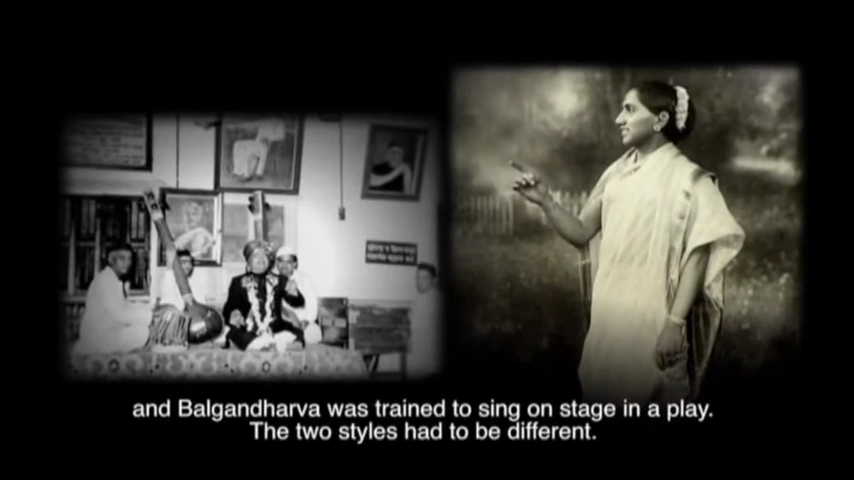 and Balgandharva was trained to sing on stage in a play.
The two styles had to be different.